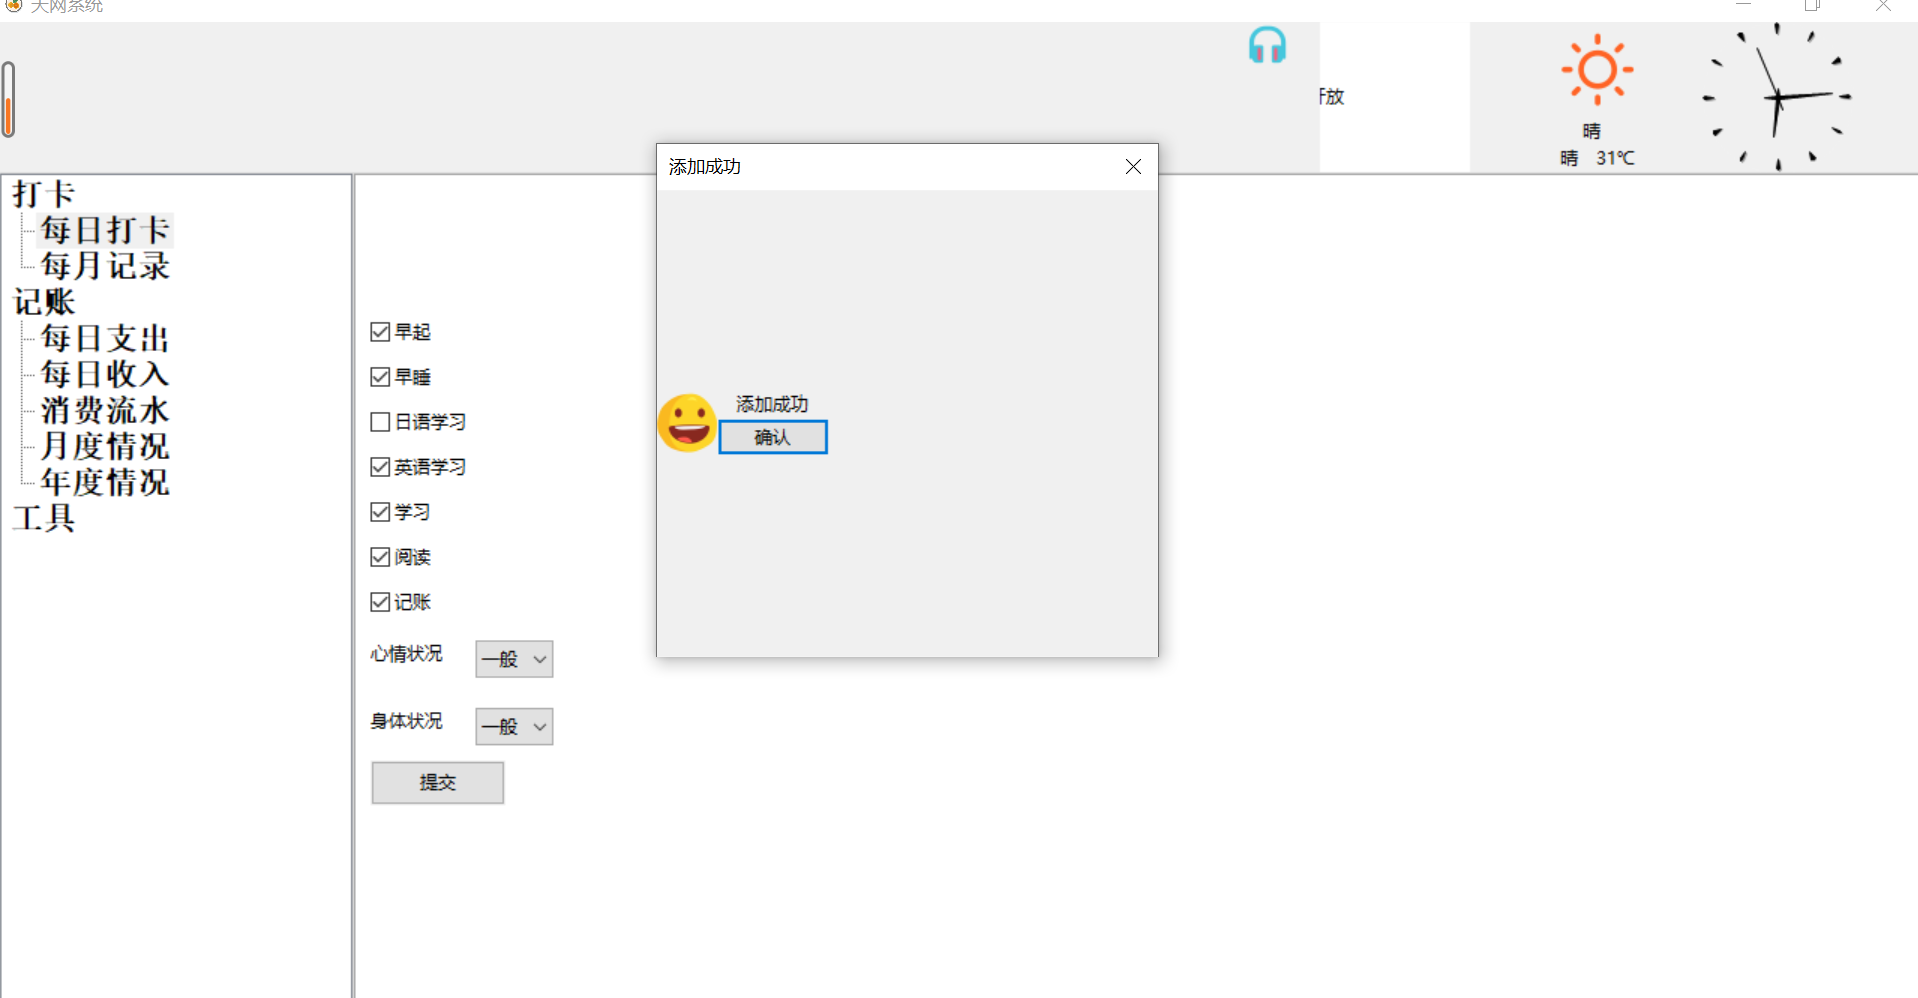 天网系统
放
晴
晴 31℃
打卡
每日打卡
每月记录
记账
每日支出
每日收入
消费流水
月度情况
年度情况
工具
早起
早睡
日语学习
英语学习
学习
阅读
记账
心情状况 一般
身体状况 一般
提交
添加成功
添加成功
确认